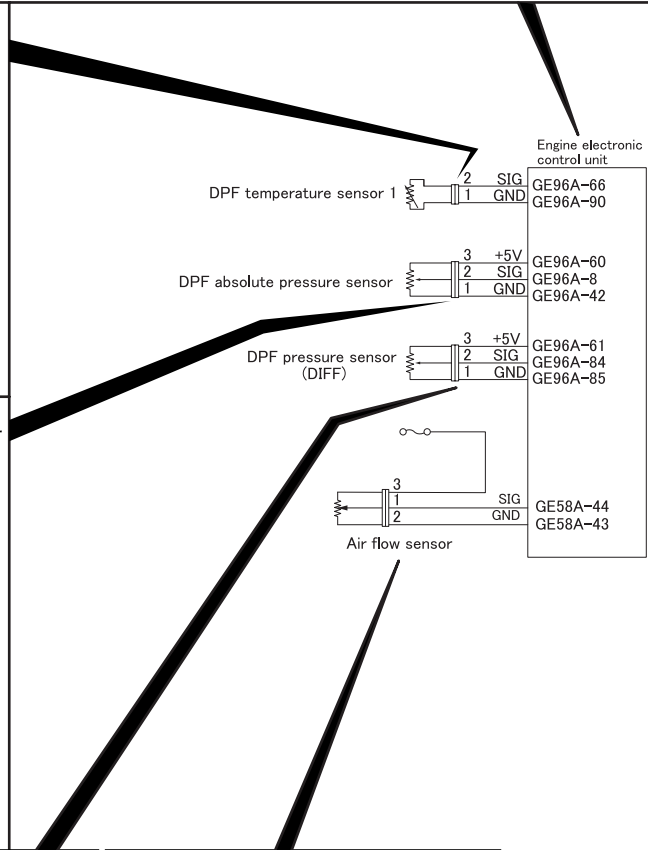 Engine electronic
control unit
DPF temperature sensor 1
2 SIG GE96A-66
1 GND GE96A-90
DPF absolute pressure sensor
3 +5V GE96A-60
2 SIG GE96A-8
1 GND GE96A-42
DPF pressure sensor
(DIFF)
3 +5V GE96A-61
2 SIG GE96A-84
1 GND GE96A-85
3
1 SIG GE58A-44
2 GND GE58A-43
Air flow sensor